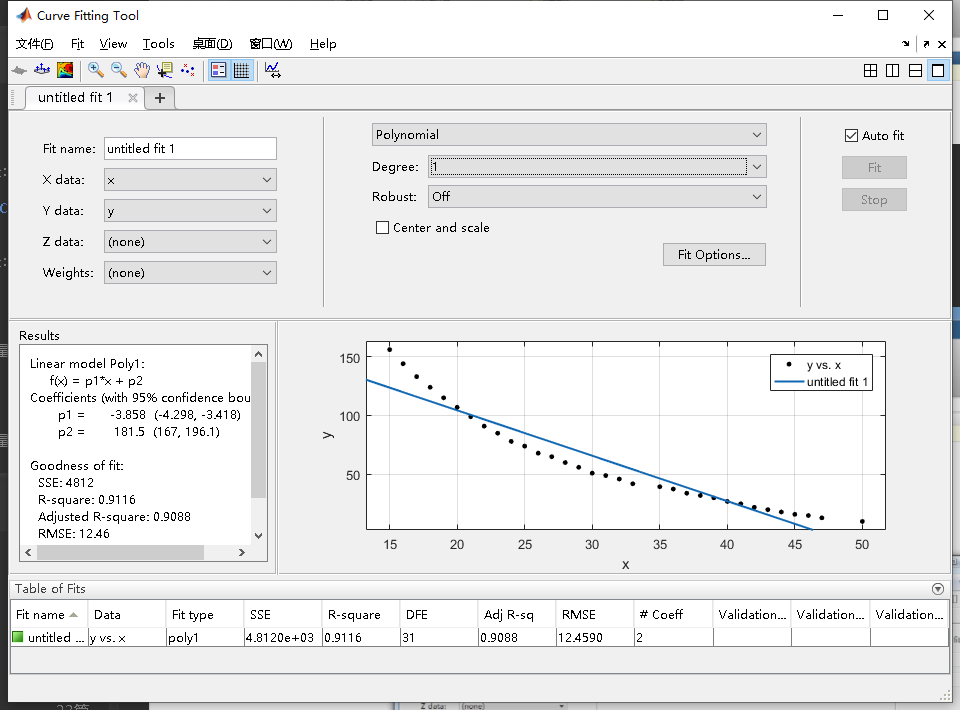 Curve Fitting Tool
文件(F) Fit View Tools 桌面(D) 窗口(W) Help
untitled fit 1
Fit name: untitled fit 1
X data: x
Y data: y
Z data: (none)
Weights: (none)
Polynomial
Degree: 1
Robust: Off
Center and scale
Fit Options...
Auto fit
Fit
Stop
Results
Linear model Poly1:
f(x) = p1*x + p2
Coefficients (with 95% confidence bou
p1 = -3.858 (-4.298, -3.418)
p2 = 181.5 (167, 196.1)
Goodness of fit:
SSE: 4812
R-square: 0.9116
Adjusted R-square: 0.9088
RMSE: 12.46
150
100
50
y
y vs. x
untitled fit 1
15 20 25 30 35 40 45 50
x
Table of Fits
Fit name Data Fit type SSE R-square DFE Adj R-sq RMSE # Coeff Validation... Validation... Validation...
untitled ... y vs. x poly1 4.8120e+03 0.9116 31 0.9088 12.4590 2
Z data: (none)